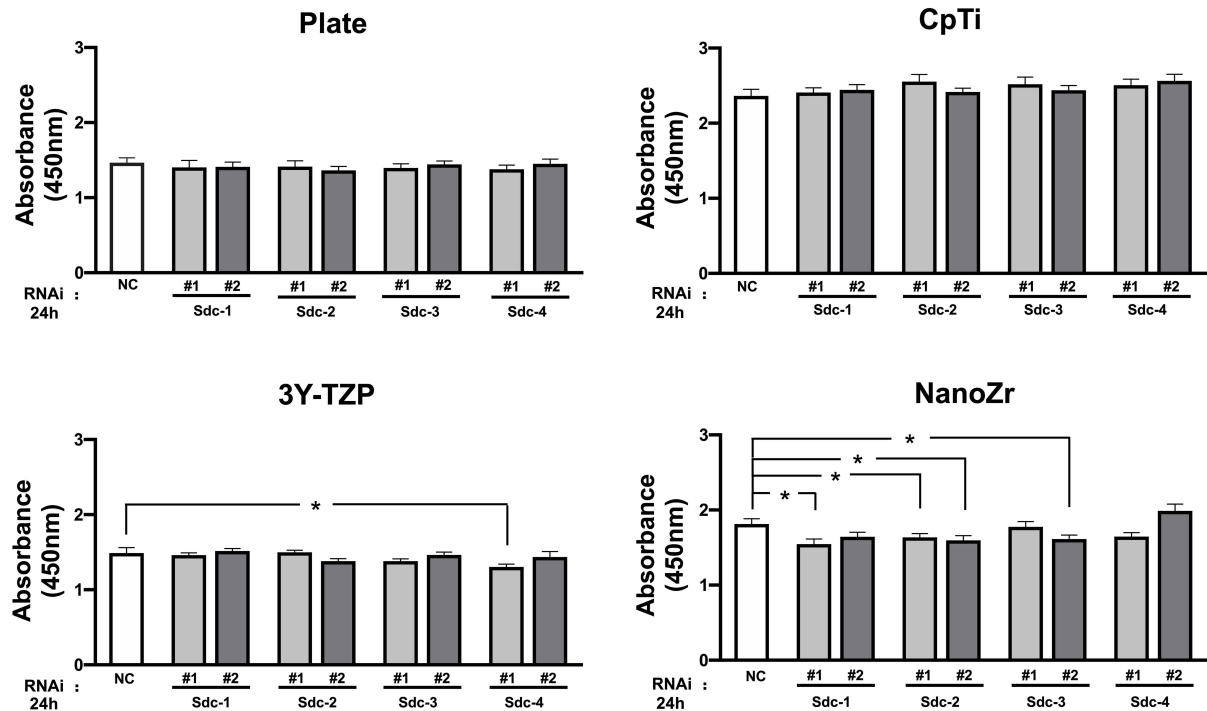 Plate
Absorbance
(450nm)
3
2
1
0
NC #1 #2 #1 #2 #1 #2 #1 #2
RNAi :
24h
Sdc-1 Sdc-2 Sdc-3 Sdc-4
CpTi
Absorbance
(450nm)
3
2
1
0
NC #1 #2 #1 #2 #1 #2 #1 #2
RNAi :
24h
Sdc-1 Sdc-2 Sdc-3 Sdc-4
3Y-TZP
Absorbance
(450nm)
3
2
1
0
*
NC #1 #2 #1 #2 #1 #2 #1 #2
RNAi :
24h
Sdc-1 Sdc-2 Sdc-3 Sdc-4
NanoZr
Absorbance
(450nm)
3
2
1
0
*
*
*
*
NC #1 #2 #1 #2 #1 #2 #1 #2
RNAi :
24h
Sdc-1 Sdc-2 Sdc-3 Sdc-4